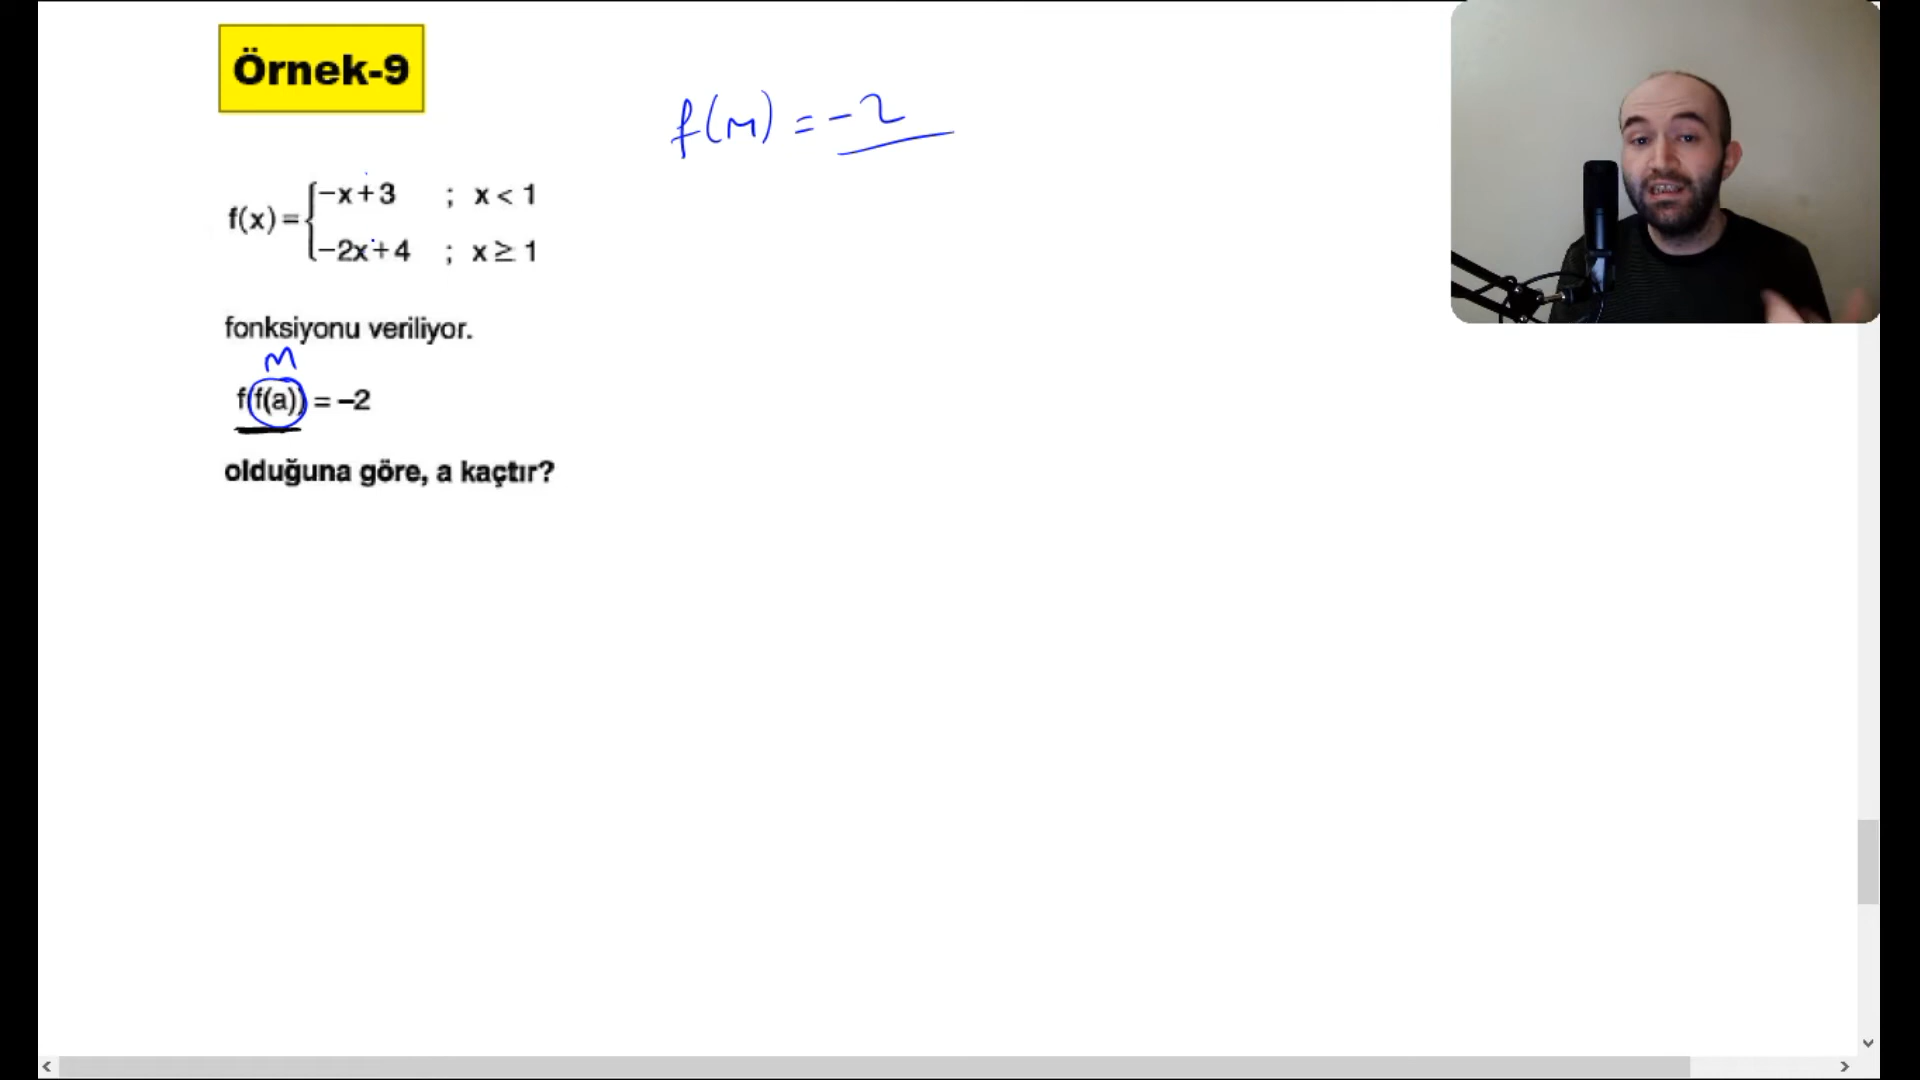 Örnek-9
f(M) = -2
f(x) = { -x+3 ; x < 1
-2x+4 ; x ≥ 1
fonksiyonu veriliyor.
M
f(f(a)) = -2
olduğuna göre, a kaçtır?